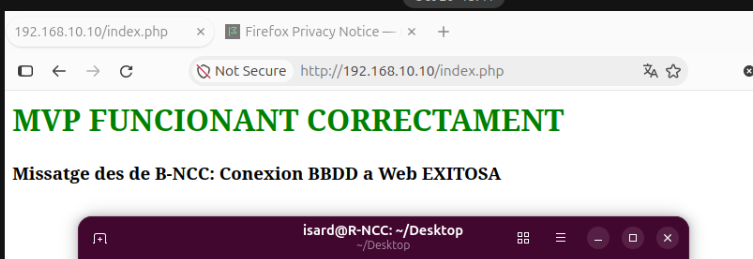 192.168.10.10/index.php
Firefox Privacy Notice —
Not Secure http://192.168.10.10/index.php
MVP FUNCIONANT CORRECTAMENT
Missatge des de B-NCC: Conexion BBDD a Web EXITOSA
isard@R-NCC: ~/Desktop
~/Desktop